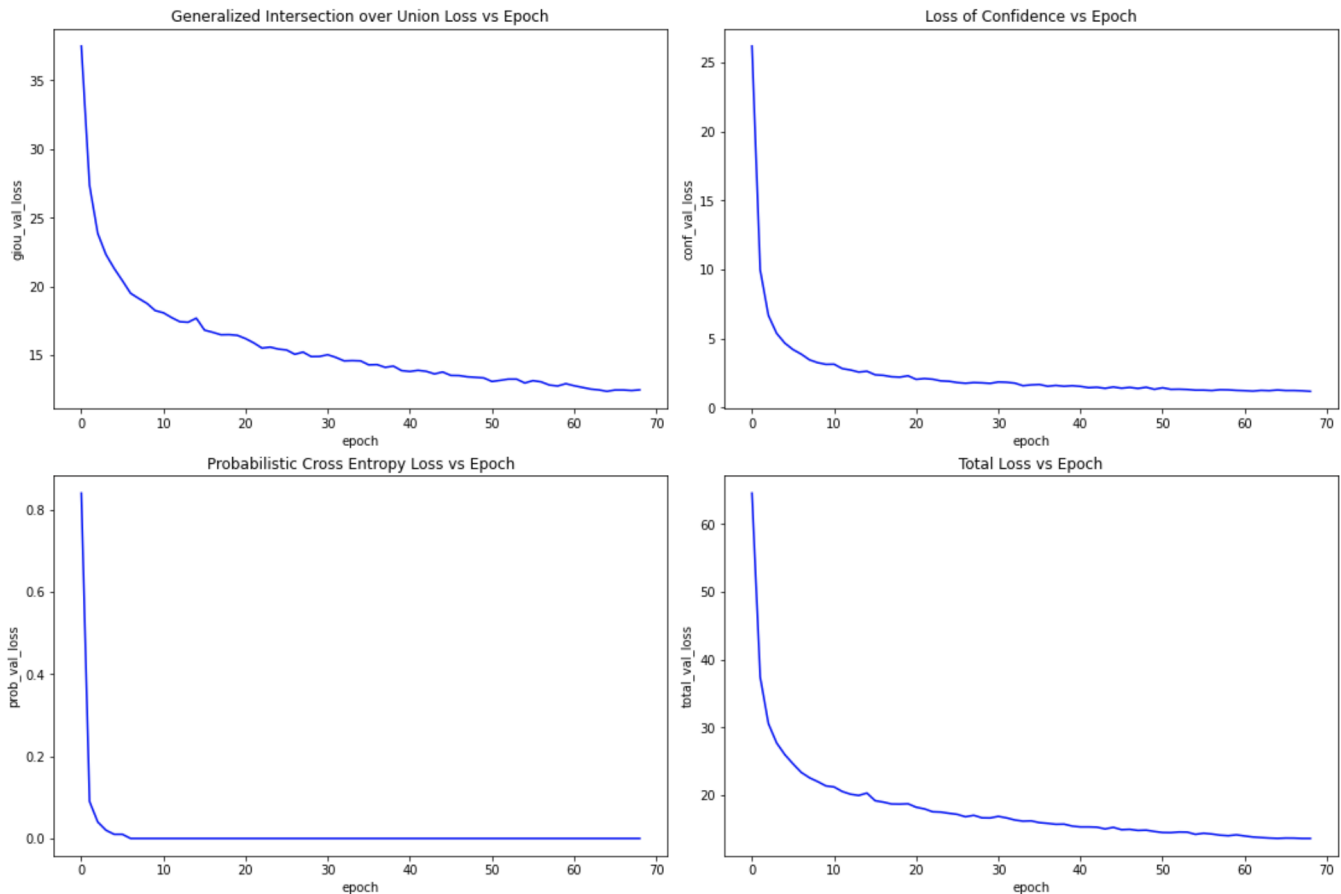 Generalized Intersection over Union Loss vs Epoch
giou_val_loss
35
30
25
20
15
0 10 20 30 40 50 60 70
epoch
Loss of Confidence vs Epoch
conf_val_loss
25
20
15
10
5
0
0 10 20 30 40 50 60 70
epoch
Probabilistic Cross Entropy Loss vs Epoch
prob_val_loss
0.8
0.6
0.4
0.2
0.0
0 10 20 30 40 50 60 70
epoch
Total Loss vs Epoch
total_val_loss
60
50
40
30
20
0 10 20 30 40 50 60 70
epoch